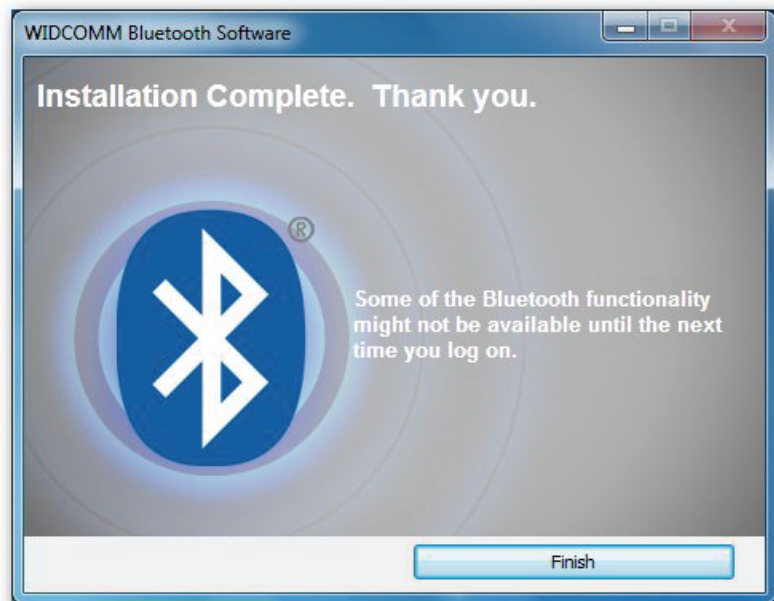 WIDCOMM Bluetooth Software
Installation Complete. Thank you.
®
Some of the Bluetooth functionality
might not be available until the next
time you log on.
Finish